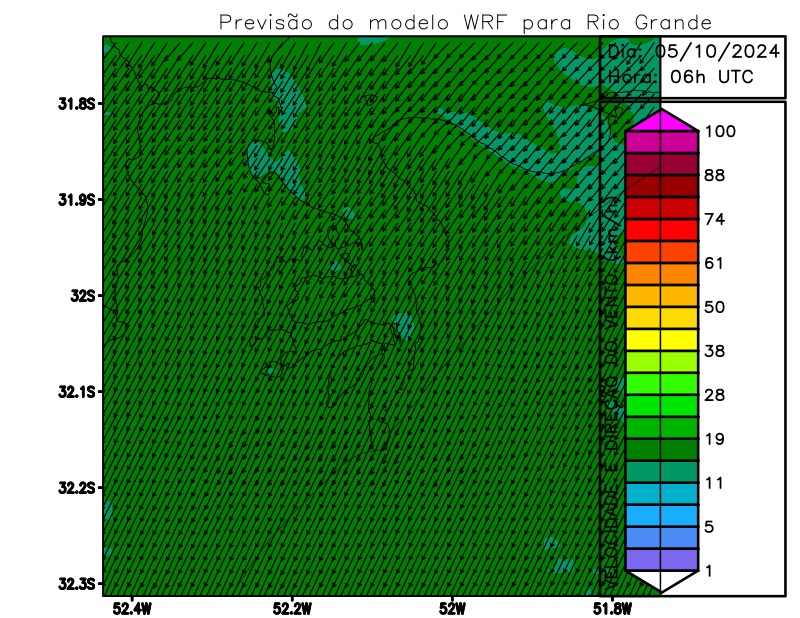 Previsão do modelo WRF para Rio Grande
Dia: 05/10/2024
Hora: 06h UTC
31.8S
31.9S
32S
32.1S
32.2S
32.3S
52.4W
52.2W
52W
51.8W
VELOCIDADE E DIREÇÃO DO VENTO (km/h)
100
88
74
61
50
38
28
19
11
5
1